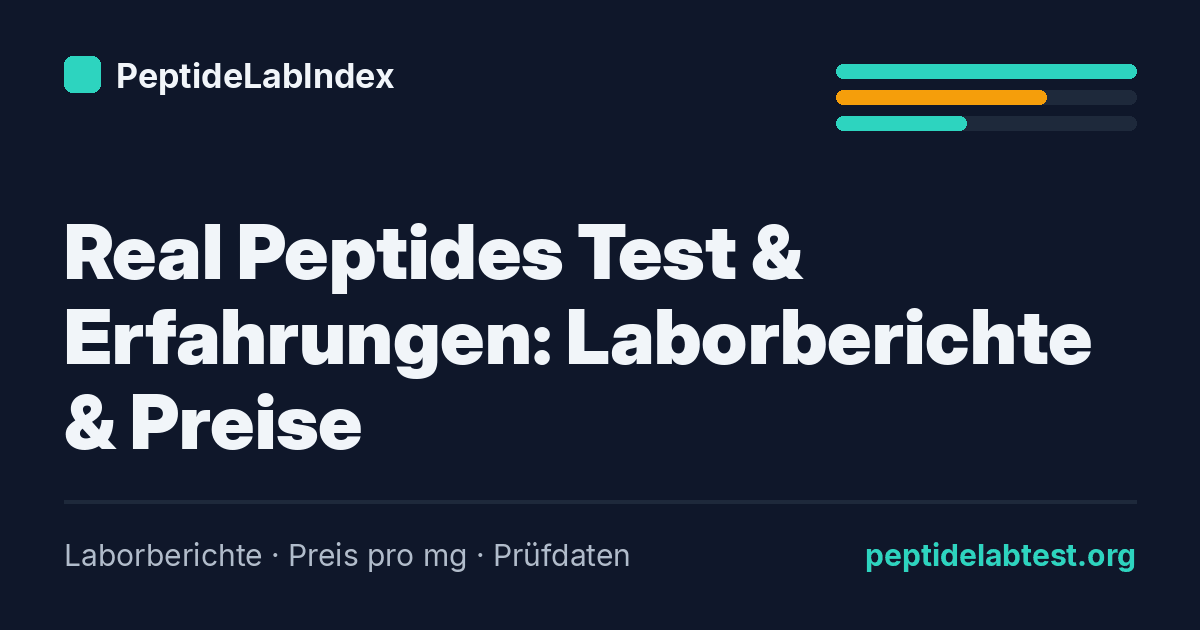 PeptideLabIndex
Real Peptides Test &
Erfahrungen: Laborberichte
& Preise
Laborberichte · Preis pro mg · Prüfdaten
peptidelabtest.org